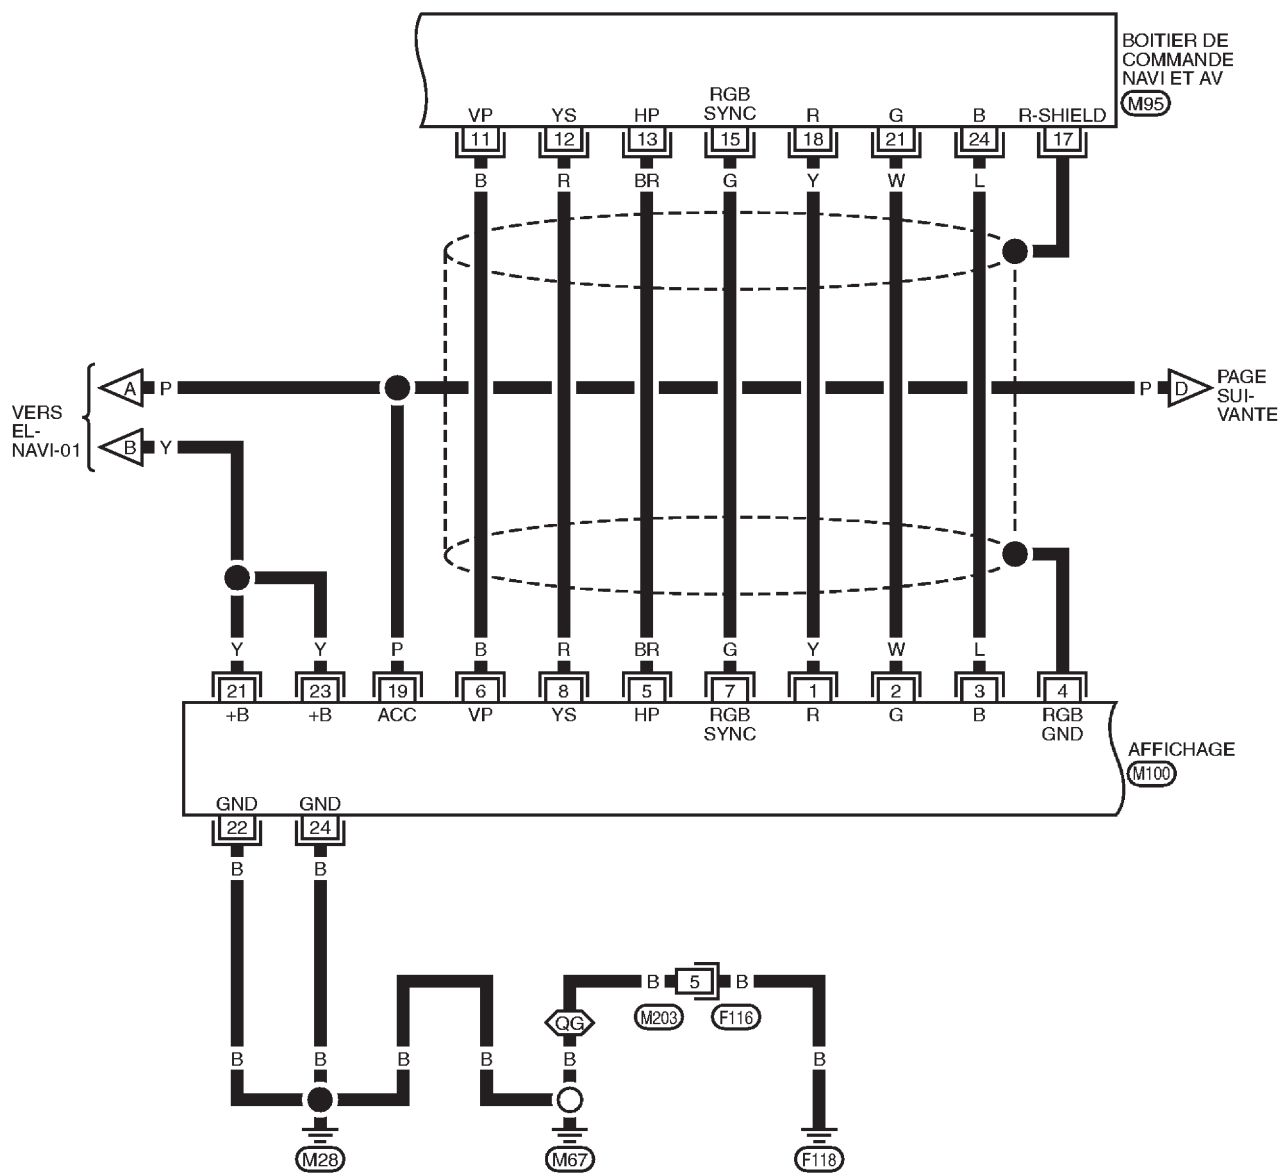 BOITIER DE
COMMANDE
NAVI ET AV
M95
VP YS HP RGB SYNC R G B R-SHIELD
11 12 13 15 18 21 24 17
B R BR G Y W L
VERS
EL-
NAVI-01
A P
B Y
P D
PAGE
SUI-
VANTE
Y Y P B R BR G Y W L
21 23 19 6 8 5 7 1 2 3 4
+B +B ACC VP YS HP RGB SYNC R G B RGB GND
AFFICHAGE
M100
GND GND
22 24
B B
B 5 B
QG M203 F116
B B B B B B
M28 M67 F118